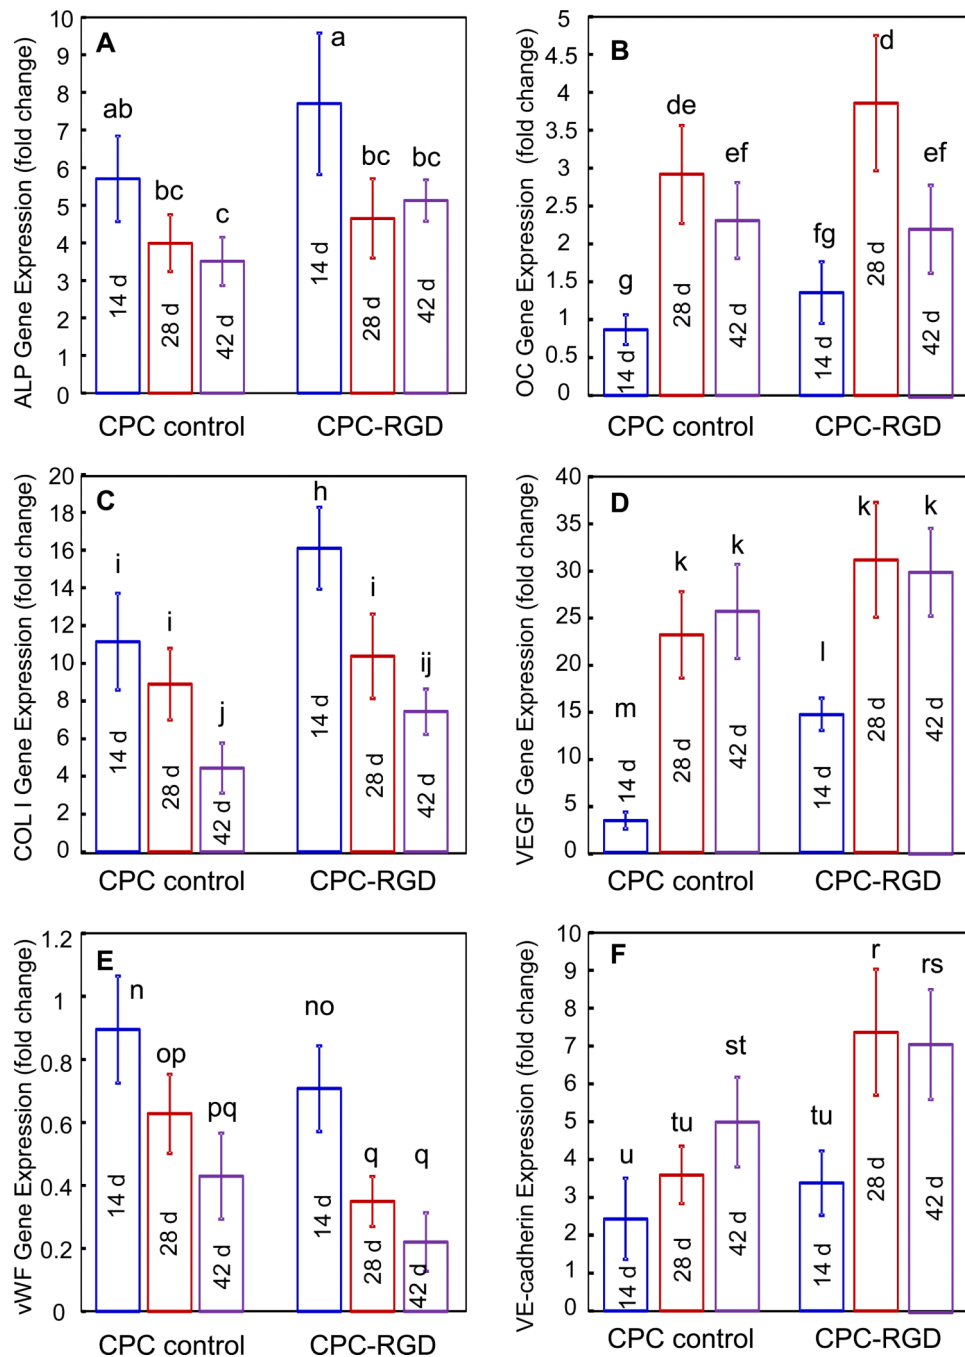 A
ALP Gene Expression (fold change)
10
9
8
7
6
5
4
3
2
1
0
ab
bc
c
a
bc
bc
14 d
28 d
42 d
14 d
28 d
42 d
CPC control
CPC-RGD
B
OC Gene Expression (fold change)
5
4.5
4
3.5
3
2.5
2
1.5
1
0.5
0
g
de
ef
fg
d
ef
14 d
28 d
42 d
14 d
28 d
42 d
CPC control
CPC-RGD
C
COL I Gene Expression (fold change)
20
18
16
14
12
10
8
6
4
2
0
i
i
j
h
i
ij
14 d
28 d
42 d
14 d
28 d
42 d
CPC control
CPC-RGD
D
VEGF Gene Expression (fold change)
40
35
30
25
20
15
10
5
0
m
k
k
l
k
k
14 d
28 d
42 d
14 d
28 d
42 d
CPC control
CPC-RGD
E
vWF Gene Expression (fold change)
1.2
1
0.8
0.6
0.4
0.2
0
n
op
pq
no
q
q
14 d
28 d
42 d
14 d
28 d
42 d
CPC control
CPC-RGD
F
VE-cadherin Expression (fold change)
10
9
8
7
6
5
4
3
2
1
0
u
tu
st
tu
r
rs
14 d
28 d
42 d
14 d
28 d
42 d
CPC control
CPC-RGD